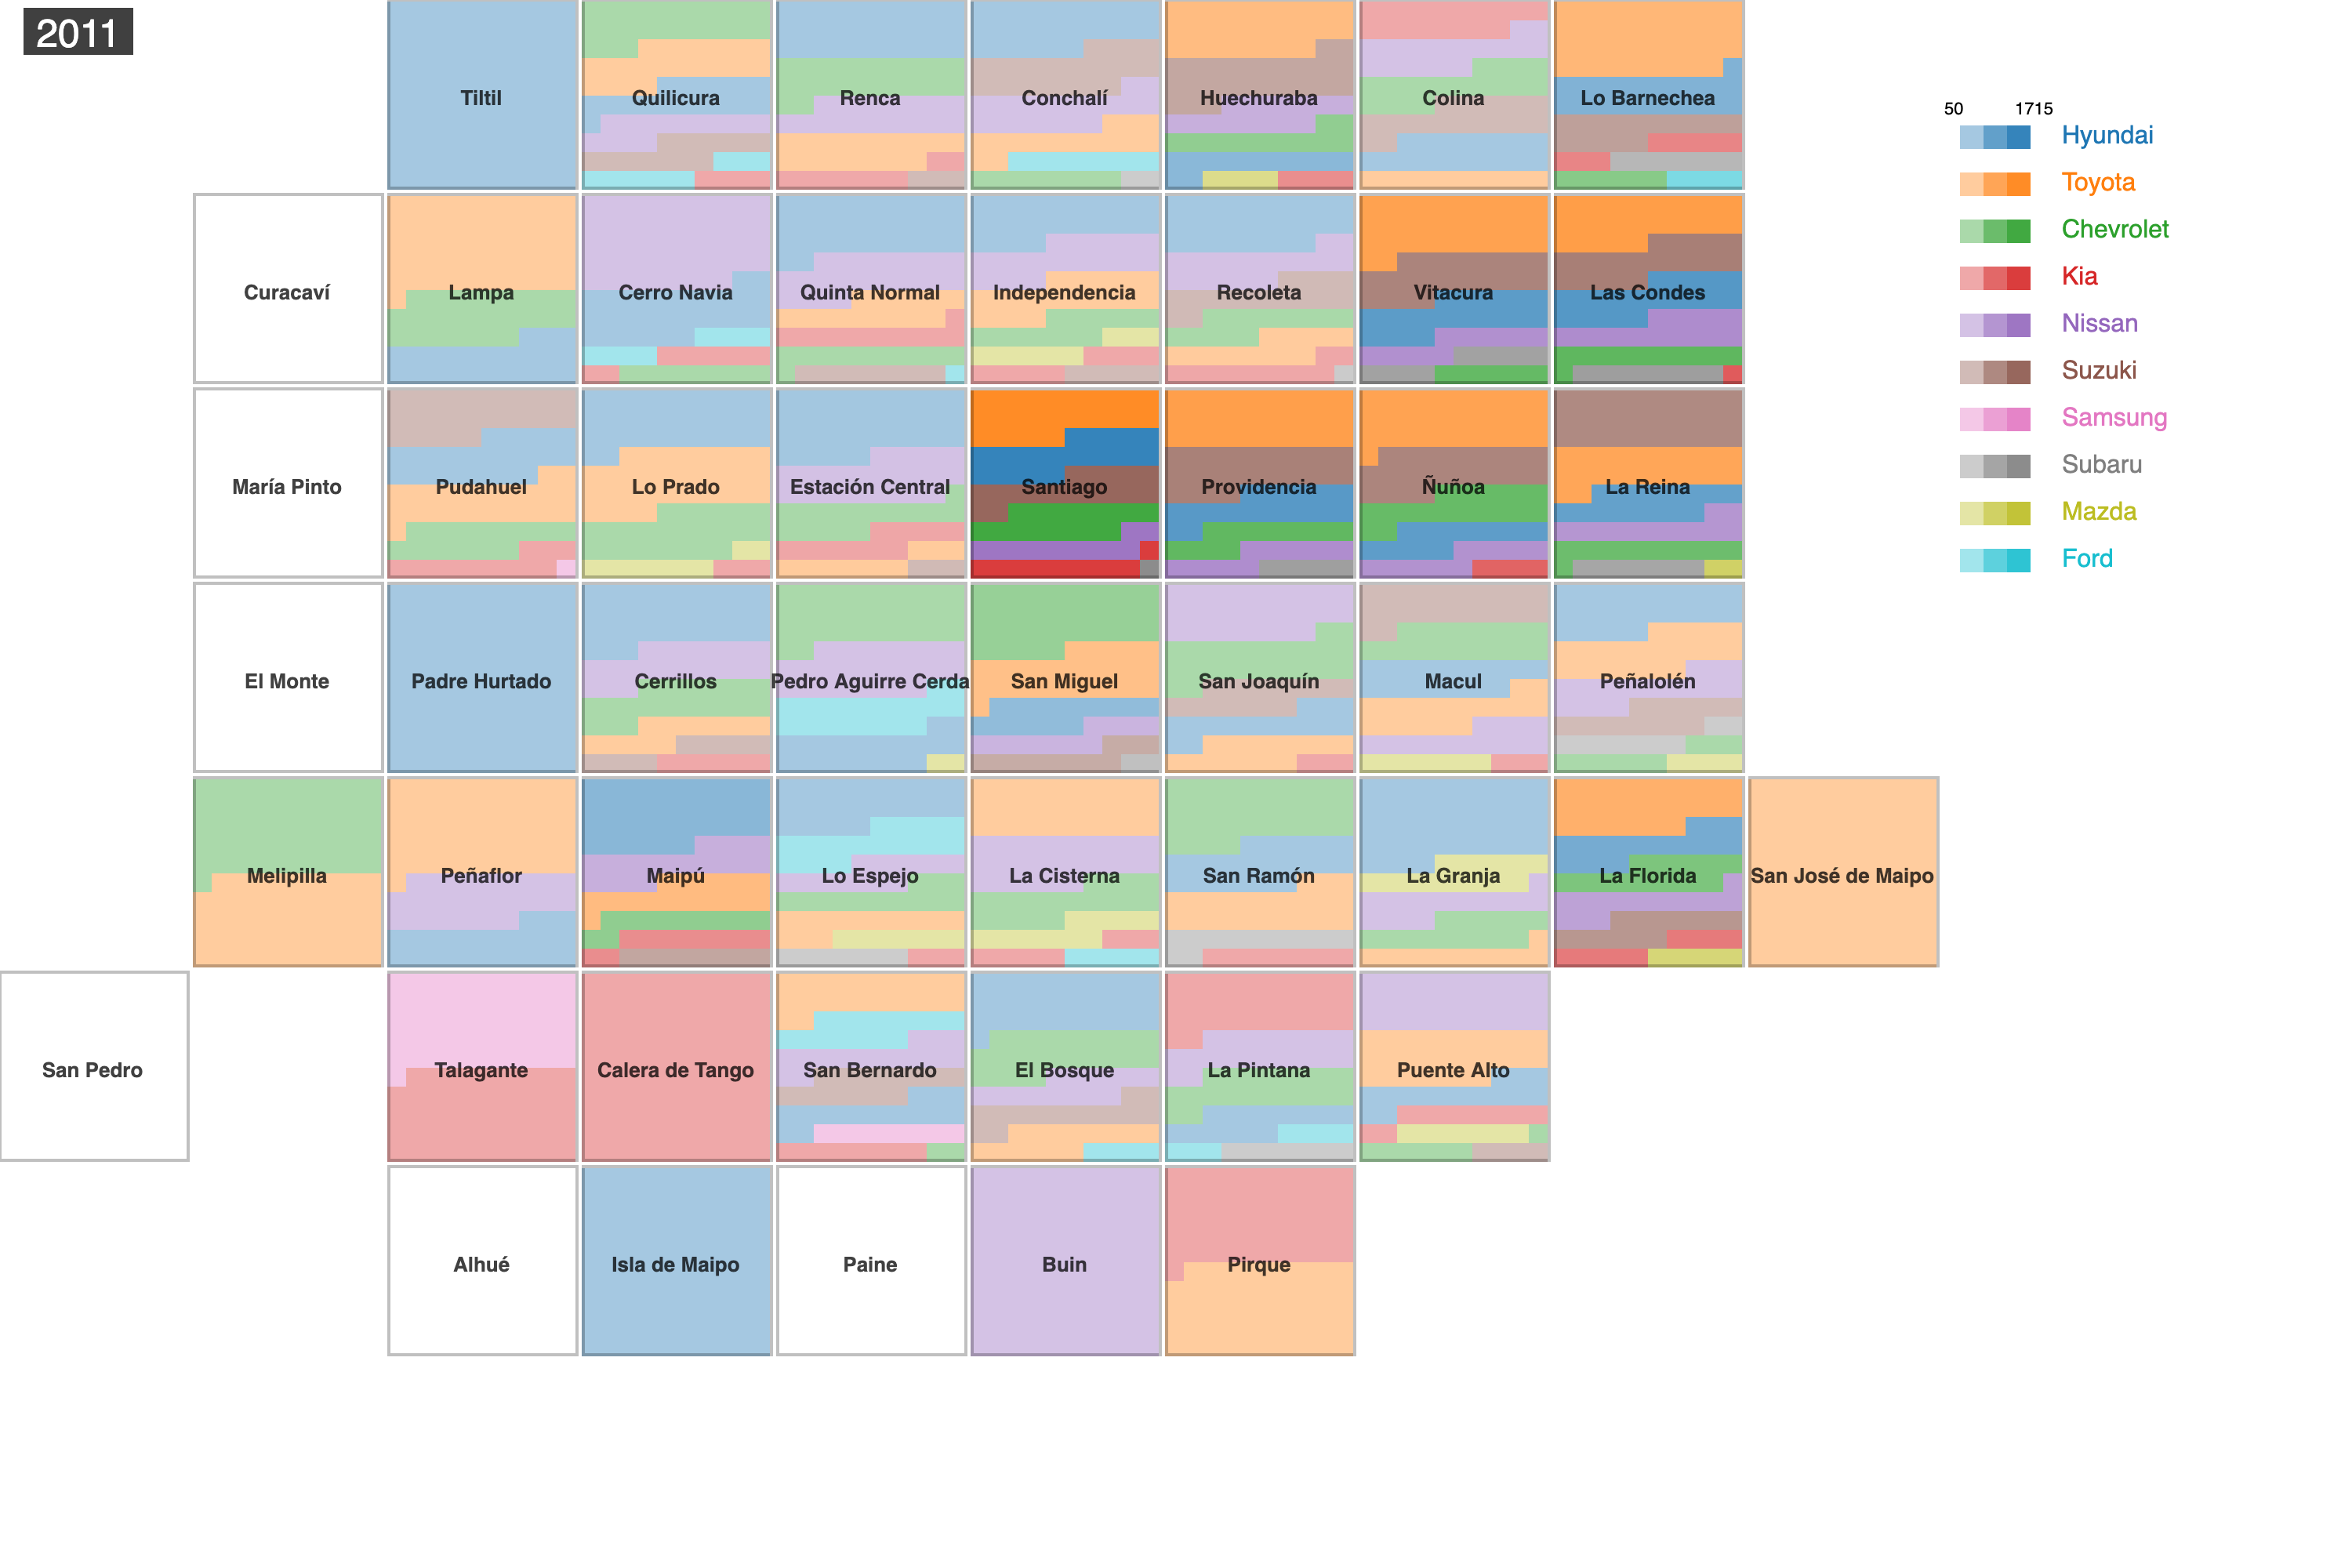 2011
Tiltil
Quilicura
Renca
Conchalí
Huechuraba
Colina
Lo Barnechea
Curacaví
Lampa
Cerro Navia
Quinta Normal
Independencia
Recoleta
Vitacura
Las Condes
María Pinto
Pudahuel
Lo Prado
Estación Central
Santiago
Providencia
Ñuñoa
La Reina
El Monte
Padre Hurtado
Cerrillos
Pedro Aguirre Cerda
San Miguel
San Joaquín
Macul
Peñalolén
Melipilla
Peñaflor
Maipú
Lo Espejo
La Cisterna
San Ramón
La Granja
La Florida
San José de Maipo
San Pedro
Talagante
Calera de Tango
San Bernardo
El Bosque
La Pintana
Puente Alto
Alhué
Isla de Maipo
Paine
Buin
Pirque
50 1715
Hyundai
Toyota
Chevrolet
Kia
Nissan
Suzuki
Samsung
Subaru
Mazda
Ford